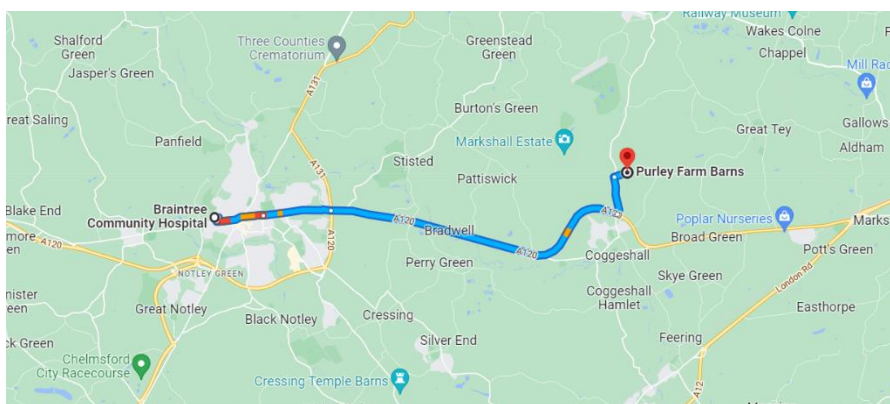 Railway Museum
Shalford
Green
Three Counties
Crematorium
Greenstead
Green
Wakes Colne
Chappel
Jasper's Green
A131
Mill Rac
Burton's Green
reat Saling
Panfield
Markshall Estate
Great Tey
Gallows
Aldham
A131
Stisted
Pattiswick
Purley Farm Barns
Braintree
Community Hospital
Blake End
A120
Bradwell
A120
Poplar Nurseries
Marks
more
en
A120
A120
Broad Green
Pott's Green
NOTLEY GREEN
Perry Green
Coggeshall
Skye Green
London Rd
nister
een
Great Notley
Black Notley
Cressing
Coggeshall
Hamlet
Easthorpe
ck Green
Silver End
Feering
Chelmsford
City Racecourse
Cressing Temple Barns
A12